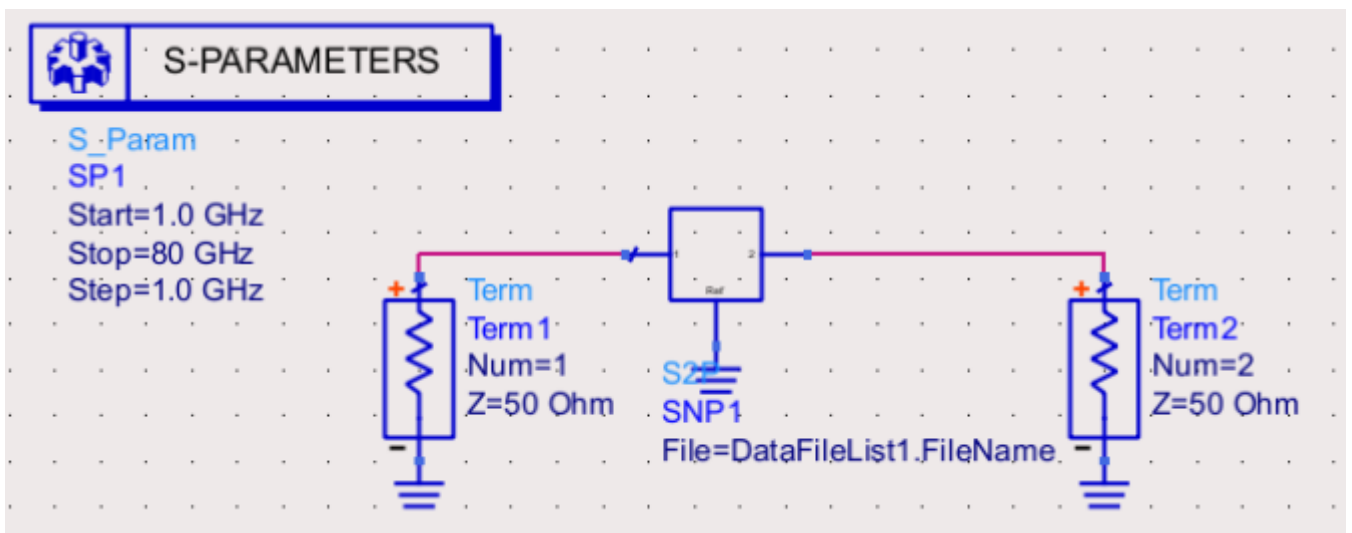 S-PARAMETERS
S_Param
SP1
Start=1.0 GHz
Stop=80 GHz
Step=1.0 GHz
+
Term
Term1
Num=1
Z=50 Ohm
-
1
2
Ref
S2P
SNP1
File=DataFileList1.FileName
+
Term
Term2
Num=2
Z=50 Ohm
-